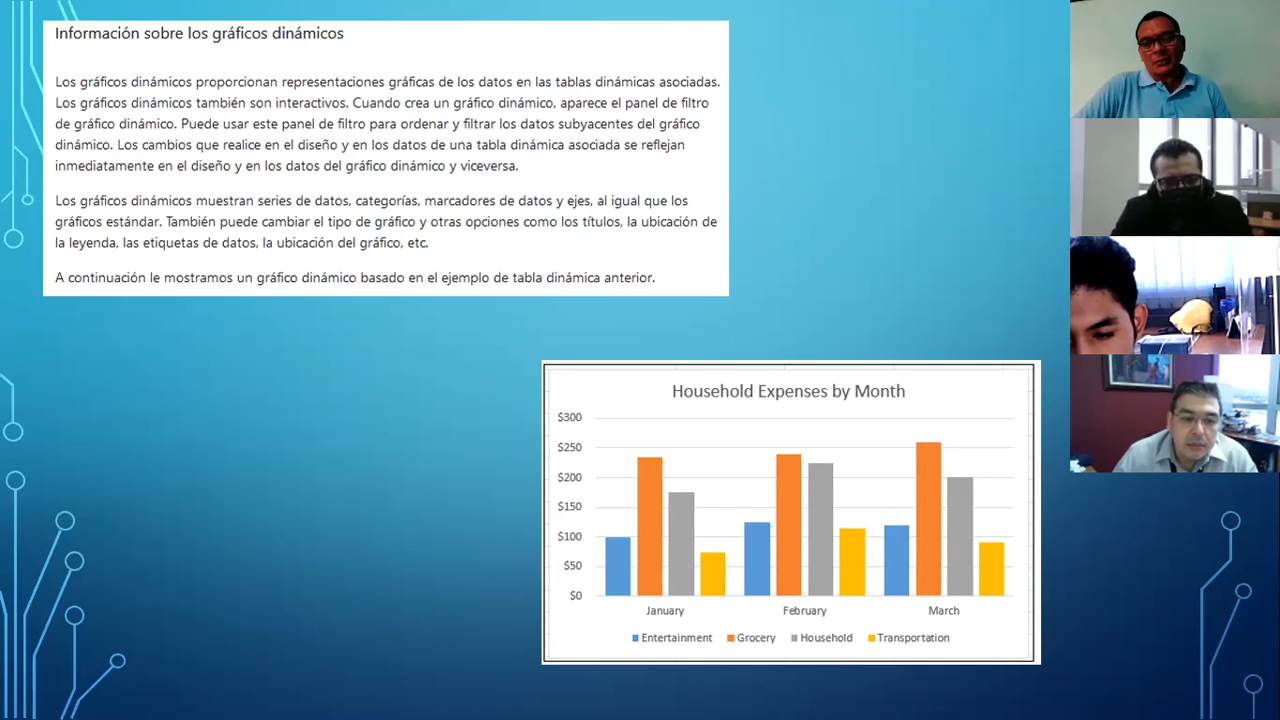 Información sobre los gráficos dinámicos
Los gráficos dinámicos proporcionan representaciones gráficas de los datos en las tablas dinámicas asociadas.
Los gráficos dinámicos también son interactivos. Cuando crea un gráfico dinámico, aparece el panel de filtro
de gráfico dinámico. Puede usar este panel de filtro para ordenar y filtrar los datos subyacentes del gráfico
dinámico. Los cambios que realice en el diseño y en los datos de una tabla dinámica asociada se reflejan
inmediatamente en el diseño y en los datos del gráfico dinámico y viceversa.
Los gráficos dinámicos muestran series de datos, categorías, marcadores de datos y ejes, al igual que los
gráficos estándar. También puede cambiar el tipo de gráfico y otras opciones como los títulos, la ubicación de
la leyenda, las etiquetas de datos, la ubicación del gráfico, etc.
A continuación le mostramos un gráfico dinámico basado en el ejemplo de tabla dinámica anterior.
Household Expenses by Month
$300
$250
$200
$150
$100
$50
$0
January February March
Entertainment Grocery Household Transportation